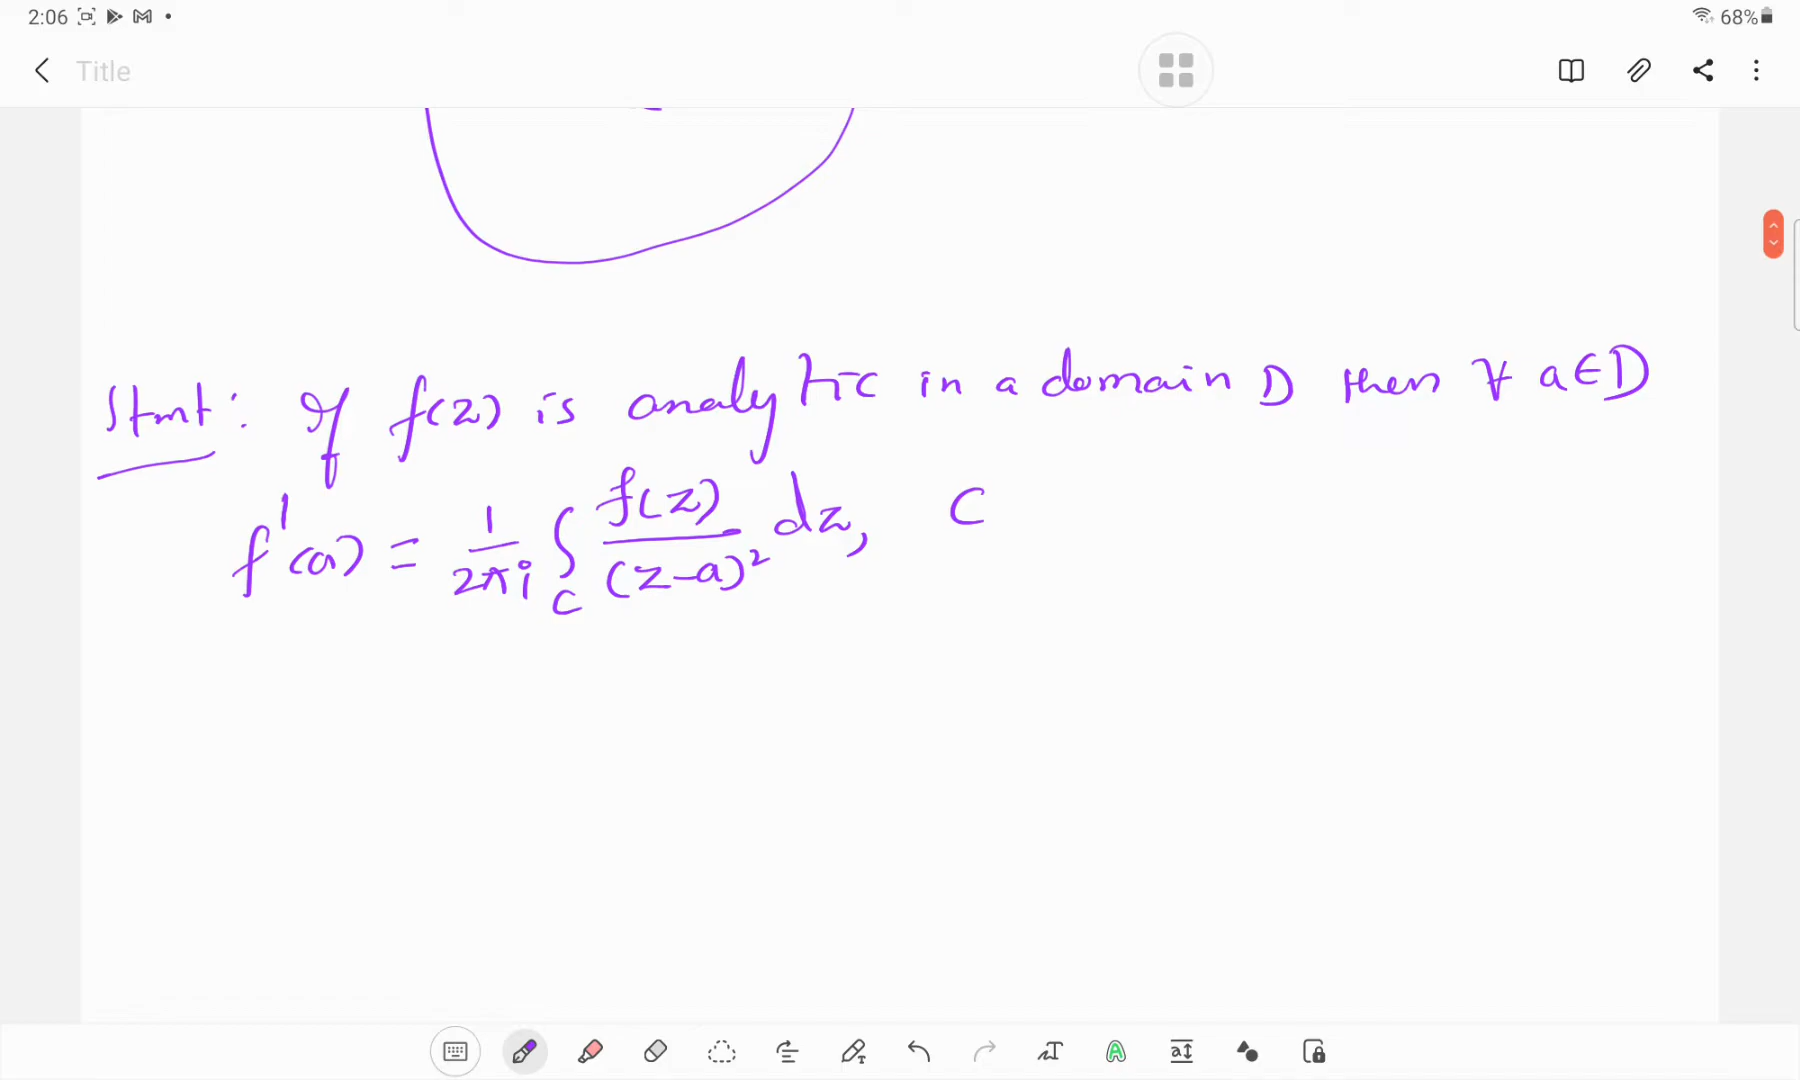 2:06
68%
Title
Stmt: If f(z) is analytic in a domain D then ∀ a∈D
f'(a) = 1/2πi ∫_C f(z)/(z-a)² dz, C